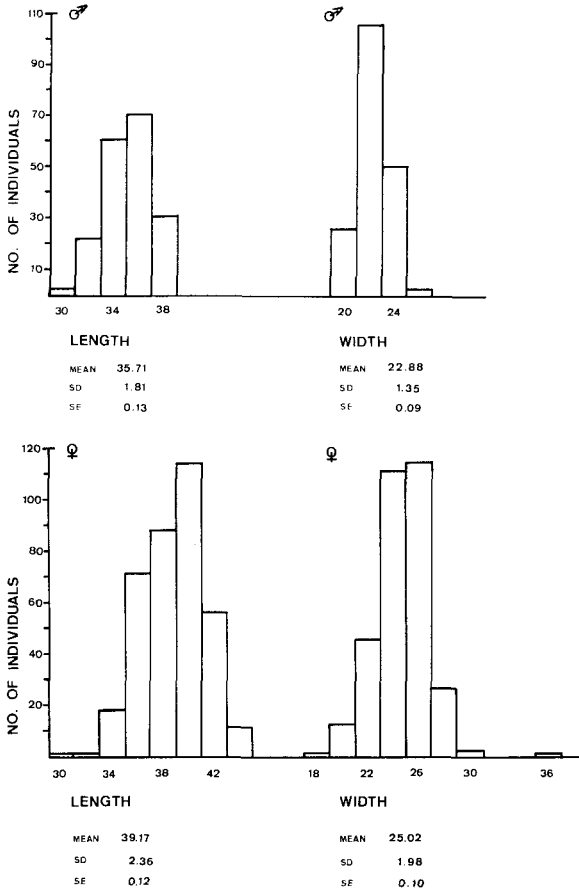 ♂ ♂
110
90
70
50
30
10
NO. OF INDIVIDUALS
30 34 38 20 24
LENGTH WIDTH
MEAN 35.71 MEAN 22.88
SD 1.81 SD 1.35
SE 0.13 SE 0.09
♀ ♀
120
100
80
60
40
20
NO. OF INDIVIDUALS
30 34 38 42 18 22 26 30 36
LENGTH WIDTH
MEAN 39.17 MEAN 25.02
SD 2.36 SD 1.98
SE 0.12 SE 0.10